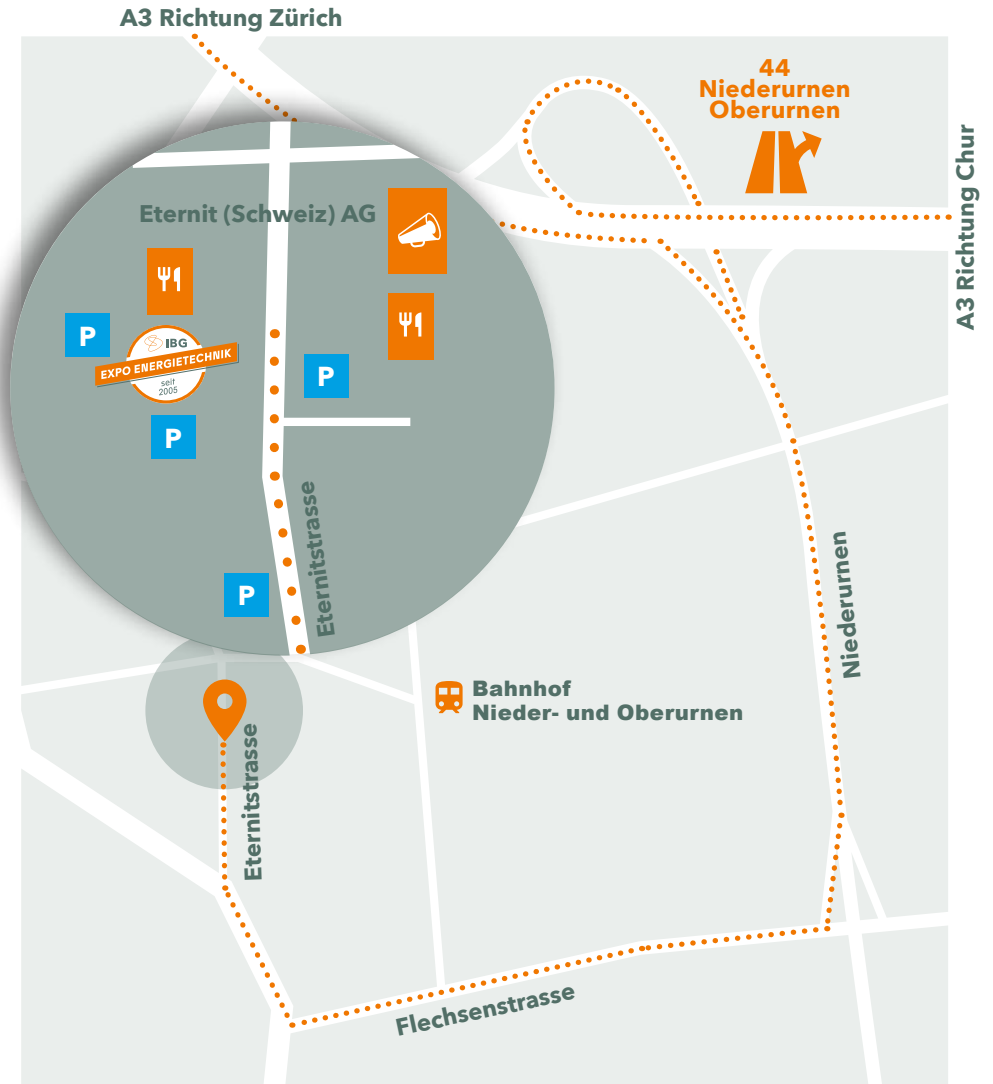 A3 Richtung Zürich
44
Niederurnen
Oberurnen
A3 Richtung Chur
Eternit (Schweiz) AG
P
IBG
EXPO ENERGIETECHNIK
seit
2005
P
P
Eternitstrasse
P
Niederurnen
Bahnhof
Nieder- und Oberurnen
Eternitstrasse
Flechsenstrasse